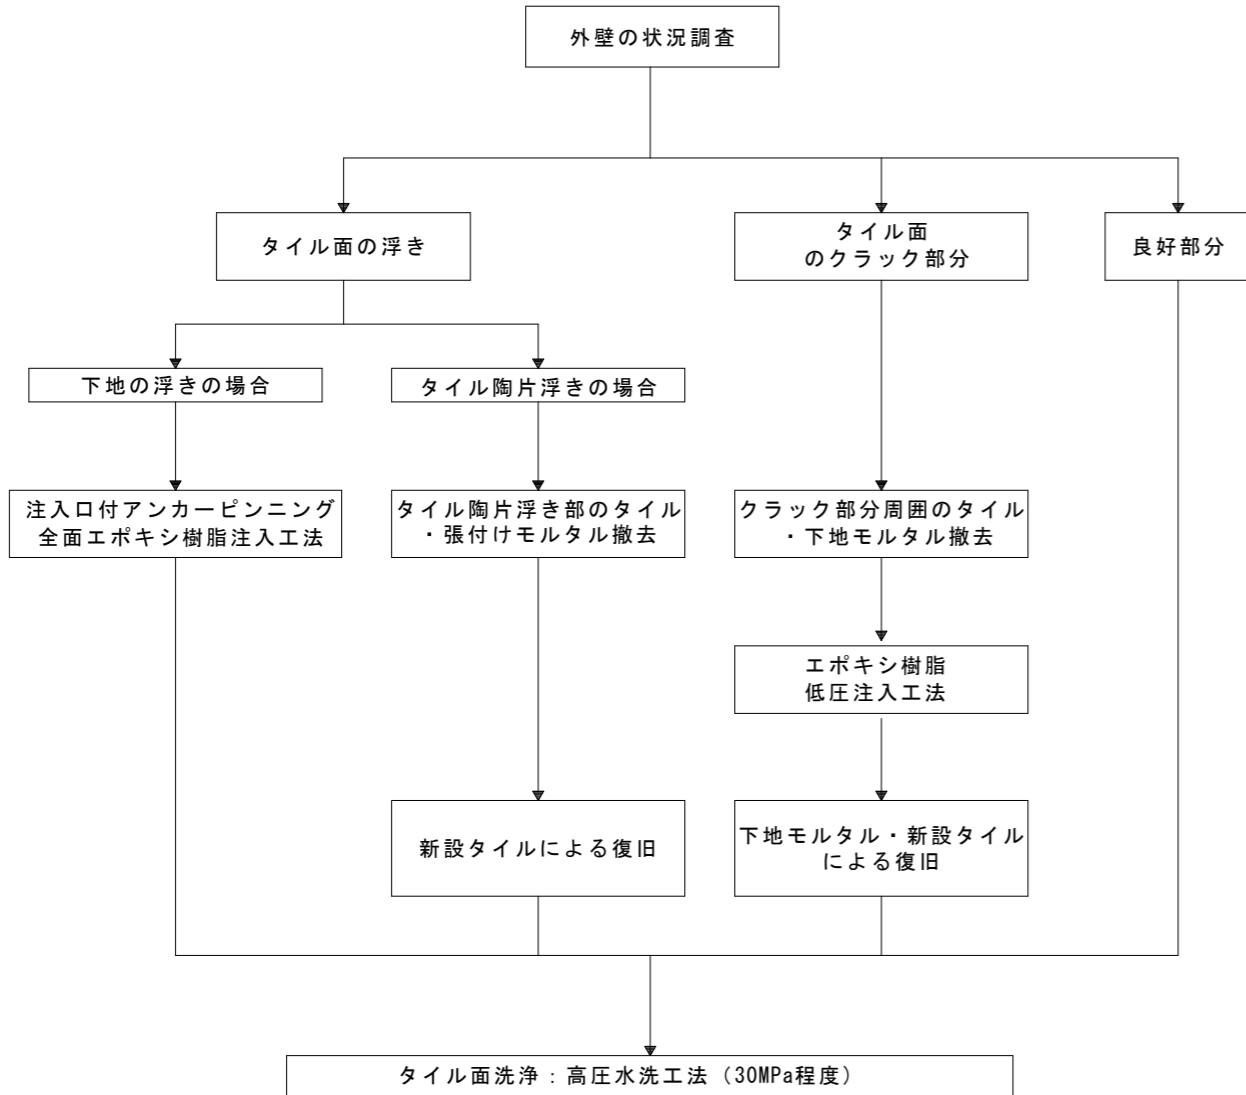 外壁の状況調査
タイル面の浮き
タイル面
のクラック部分
良好部分
下地の浮きの場合
タイル陶片浮きの場合
注入口付アンカーピンニング
全面エポキシ樹脂注入工法
タイル陶片浮き部のタイル
・張付けモルタル撤去
クラック部分周囲のタイル
・下地モルタル撤去
エポキシ樹脂
低圧注入工法
新設タイルによる復旧
下地モルタル・新設タイル
による復旧
タイル面洗浄：高圧水洗工法（30MPa程度）